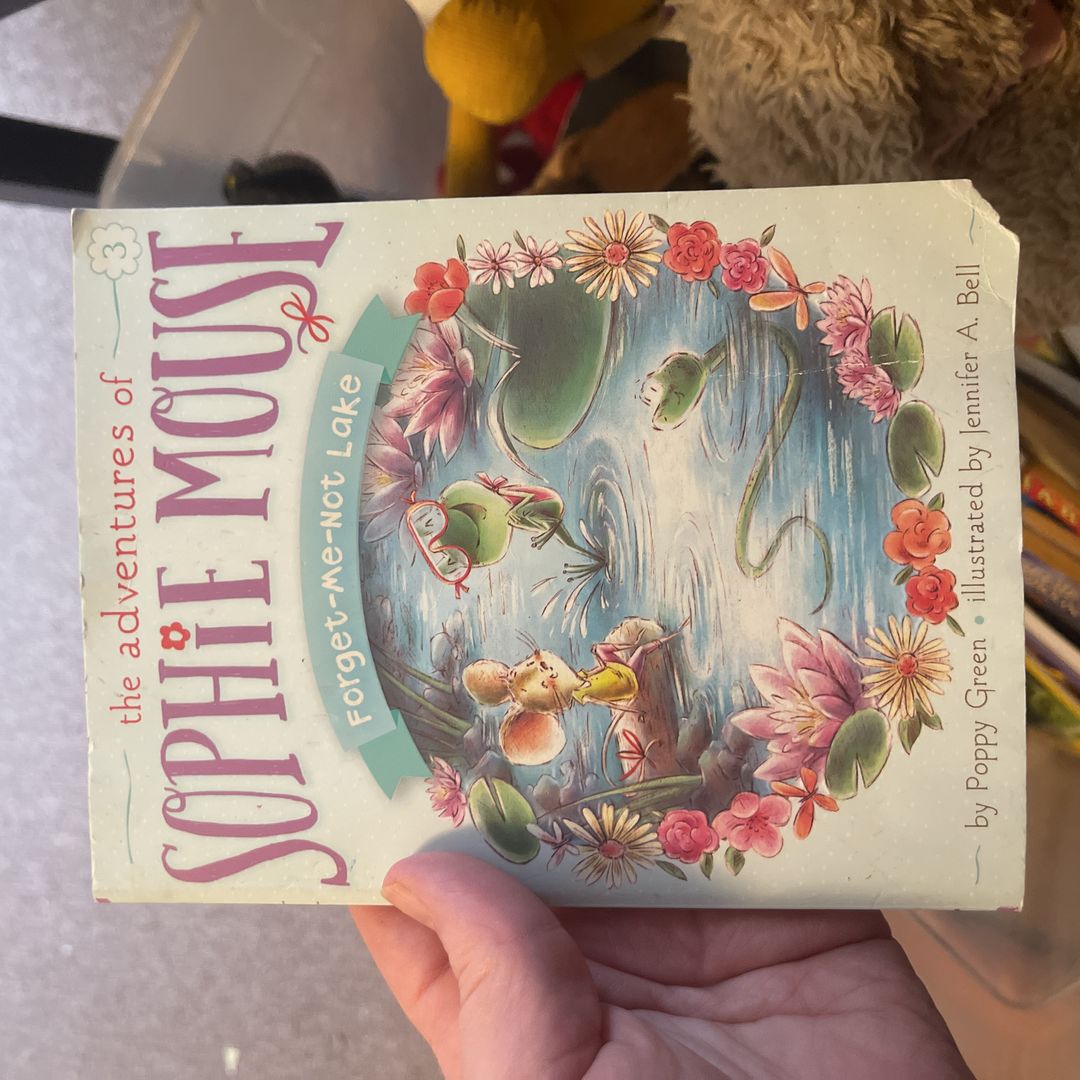 3
the adventures of
SOPHIE MOUSE
Forget-Me-Not Lake
by Poppy Green • illustrated by Jennifer A. Bell